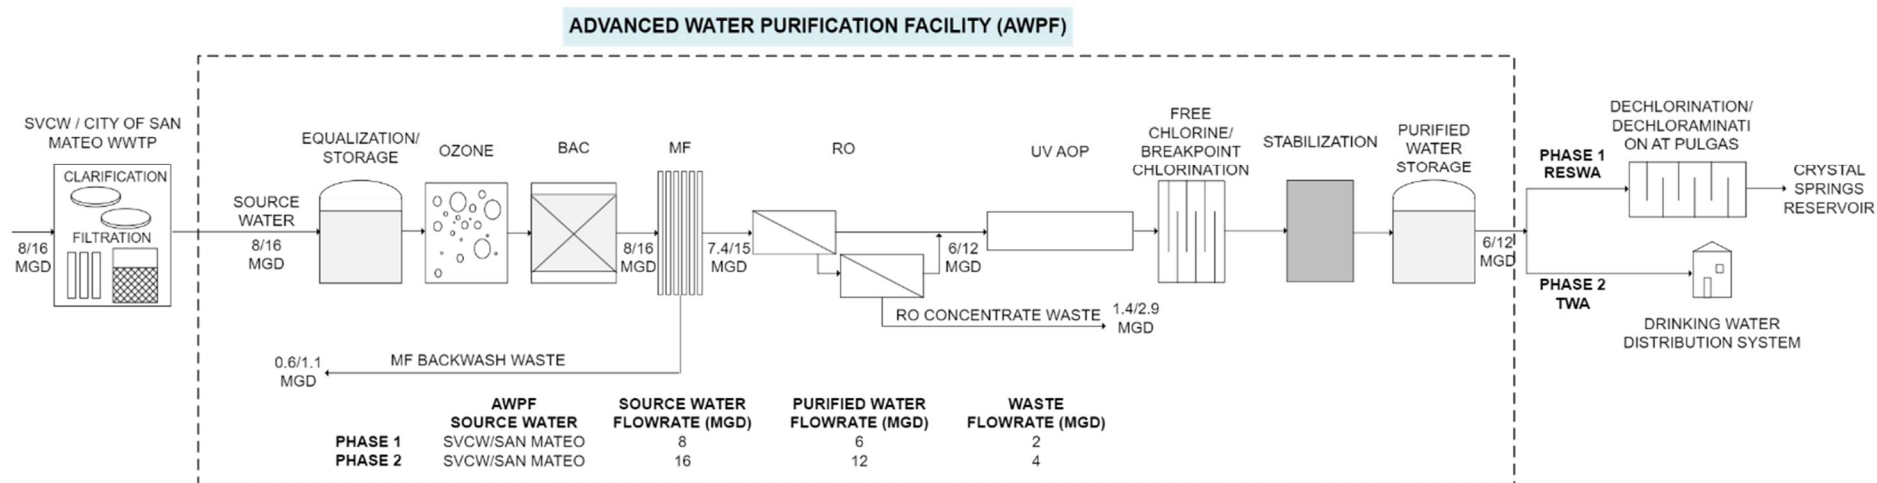 ADVANCED WATER PURIFICATION FACILITY (AWPF)
SVCW / CITY OF SAN
MATEO WWTP
CLARIFICATION
FILTRATION
8/16
MGD
SOURCE
WATER
8/16
MGD
EQUALIZATION/
STORAGE
OZONE
BAC
8/16
MGD
MF
7.4/15
MGD
RO
6/12
MGD
UV AOP
FREE
CHLORINE/
BREAKPOINT
CHLORINATION
STABILIZATION
PURIFIED
WATER
STORAGE
6/12
MGD
PHASE 1
RESWA
DECHLORINATION/
DECHLORAMINATI
ON AT PULGAS
CRYSTAL
SPRINGS
RESERVOIR
PHASE 2
TWA
DRINKING WATER
DISTRIBUTION SYSTEM
RO CONCENTRATE WASTE
1.4/2.9
MGD
MF BACKWASH WASTE
0.6/1.1
MGD
AWPF SOURCE WATER FLOWRATE (MGD) PURIFIED WATER FLOWRATE (MGD) WASTE FLOWRATE (MGD)
SOURCE WATER
PHASE 1 SVCW/SAN MATEO 8 6 2
PHASE 2 SVCW/SAN MATEO 16 12 4